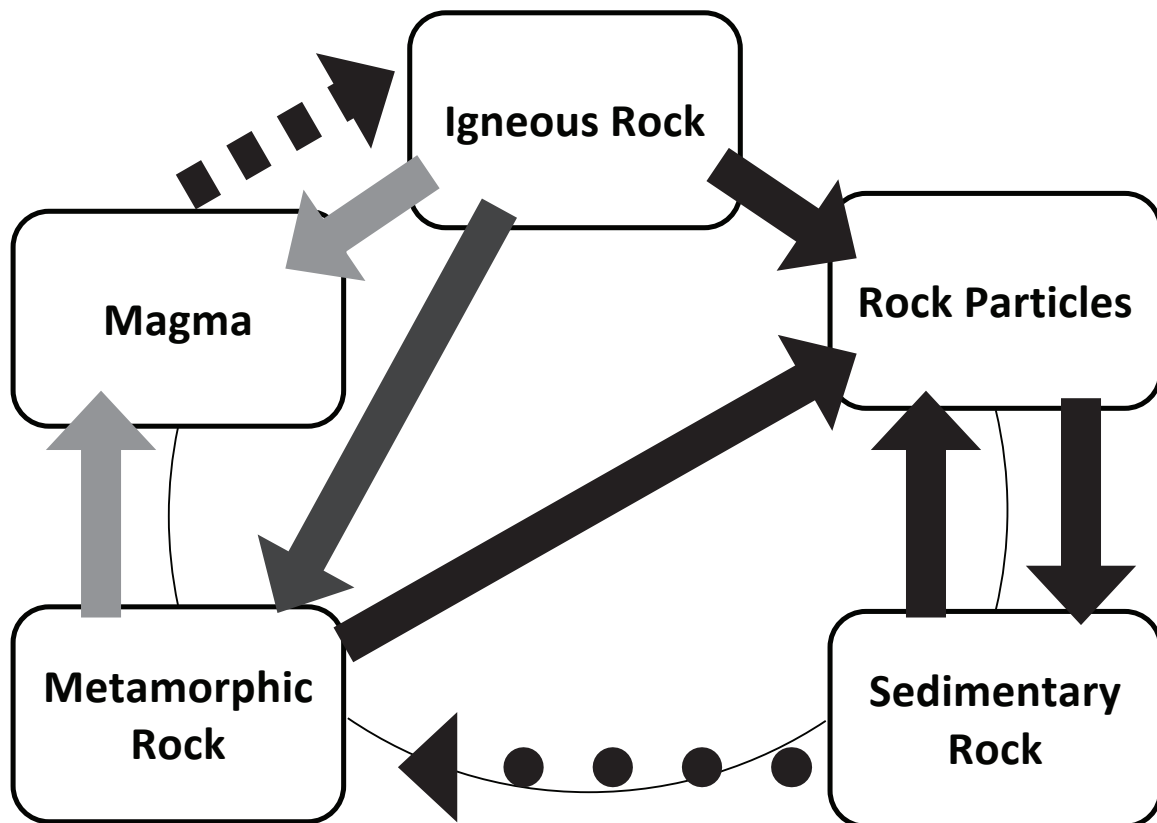 Igneous Rock
Magma
Rock Particles
Metamorphic
Rock
Sedimentary
Rock